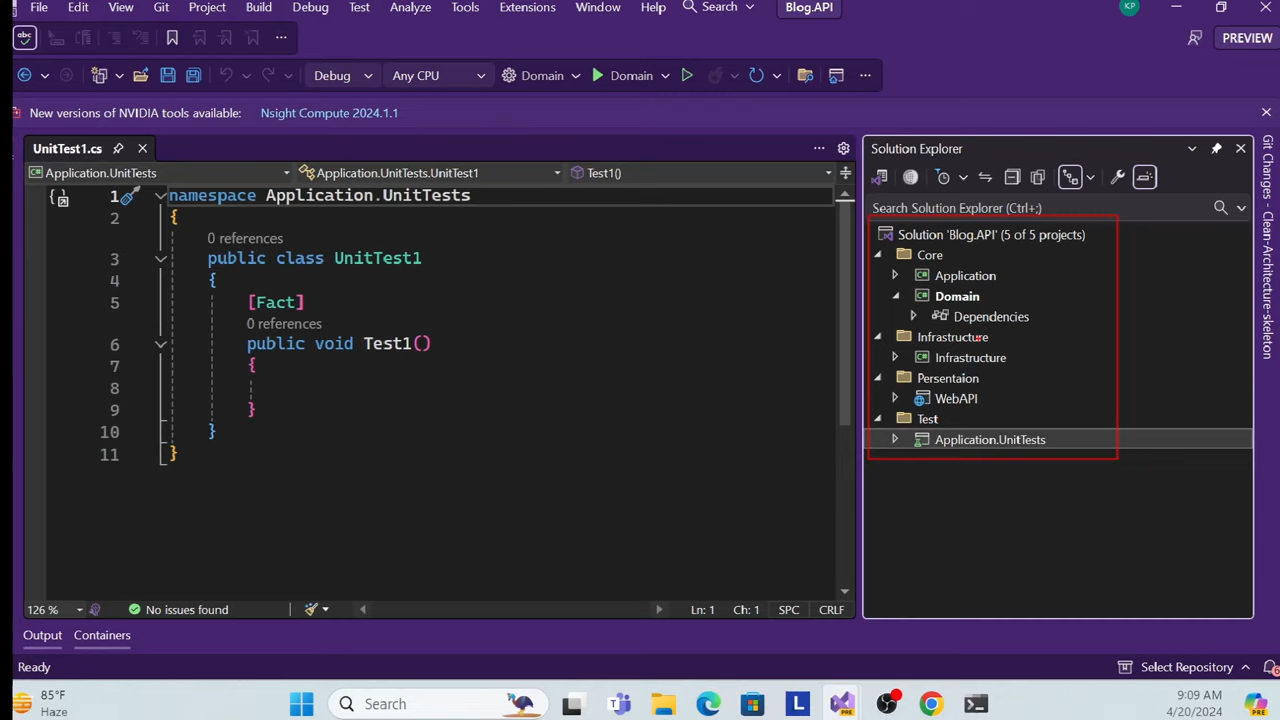 File Edit View Git Project Build Debug Test Analyze Tools Extensions Window Help Search Blog.API KP
abc PREVIEW
Debug Any CPU Domain Domain
New versions of NVIDIA tools available: Nsight Compute 2024.1.1
UnitTest1.cs
Application.UnitTests Application.UnitTests.UnitTest1 Test1()
1 namespace Application.UnitTests
2 {
0 references
3 public class UnitTest1
4 {
5 [Fact]
0 references
6 public void Test1()
7 {
8
9 }
10 }
11 }
126 % No issues found Ln: 1 Ch: 1 SPC CRLF
Solution Explorer
Search Solution Explorer (Ctrl+;)
Solution 'Blog.API' (5 of 5 projects)
Core
Application
Domain
Dependencies
Infrastructure
Infrastructure
Persentaion
WebAPI
Test
Application.UnitTests
Git Changes - Clean-Architecture-skeleton
Output Containers
Ready Select Repository 6
85°F
Haze
Search
PRE
9:09 AM
4/20/2024
PRE